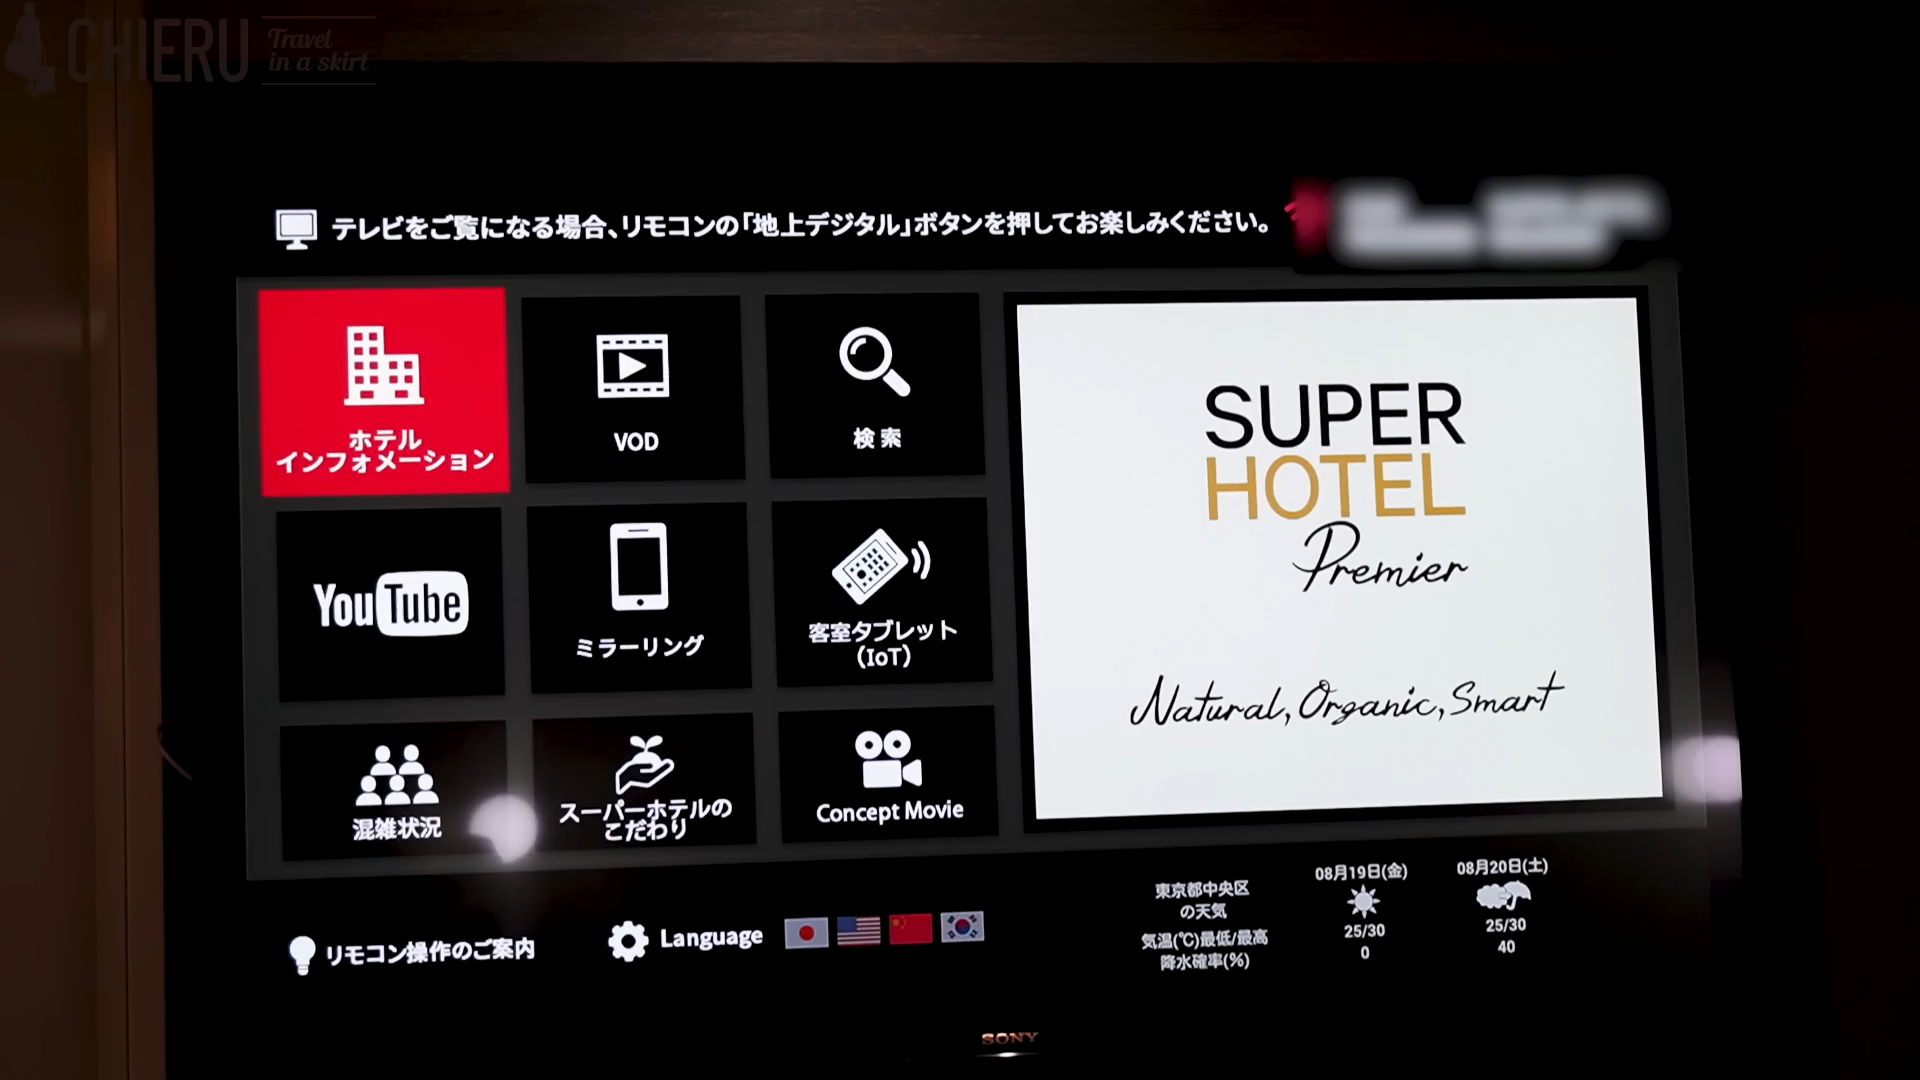 CHIERU
Travel
in a skirt
テレビをご覧になる場合、リモコンの「地上デジタル」ボタンを押してお楽しみください。
ホテル
インフォメーション
VOD
検索
YouTube
ミラーリング
客室タブレット
（IoT）
混雑状況
スーパーホテルの
こだわり
Concept Movie
SUPER
HOTEL
Premier
Natural, Organic, Smart
リモコン操作のご案内
Language
東京都中央区
の天気
気温(℃)最低/最高
降水確率(%)
08月19日(金)
25/30
0
08月20日(土)
25/30
40
SONY